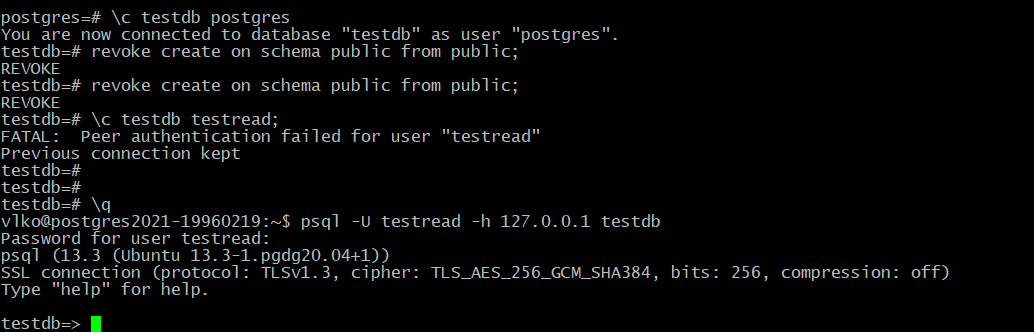 postgres=# \c testdb postgres
You are now connected to database "testdb" as user "postgres".
testdb=# revoke create on schema public from public;
REVOKE
testdb=# revoke create on schema public from public;
REVOKE
testdb=# \c testdb testread;
FATAL:  Peer authentication failed for user "testread"
Previous connection kept
testdb=#
testdb=#
testdb=# \q
vlko@postgres2021-19960219:~$ psql -U testread -h 127.0.0.1 testdb
Password for user testread:
psql (13.3 (Ubuntu 13.3-1.pgdg20.04+1))
SSL connection (protocol: TLSv1.3, cipher: TLS_AES_256_GCM_SHA384, bits: 256, compression: off)
Type "help" for help.
testdb=>